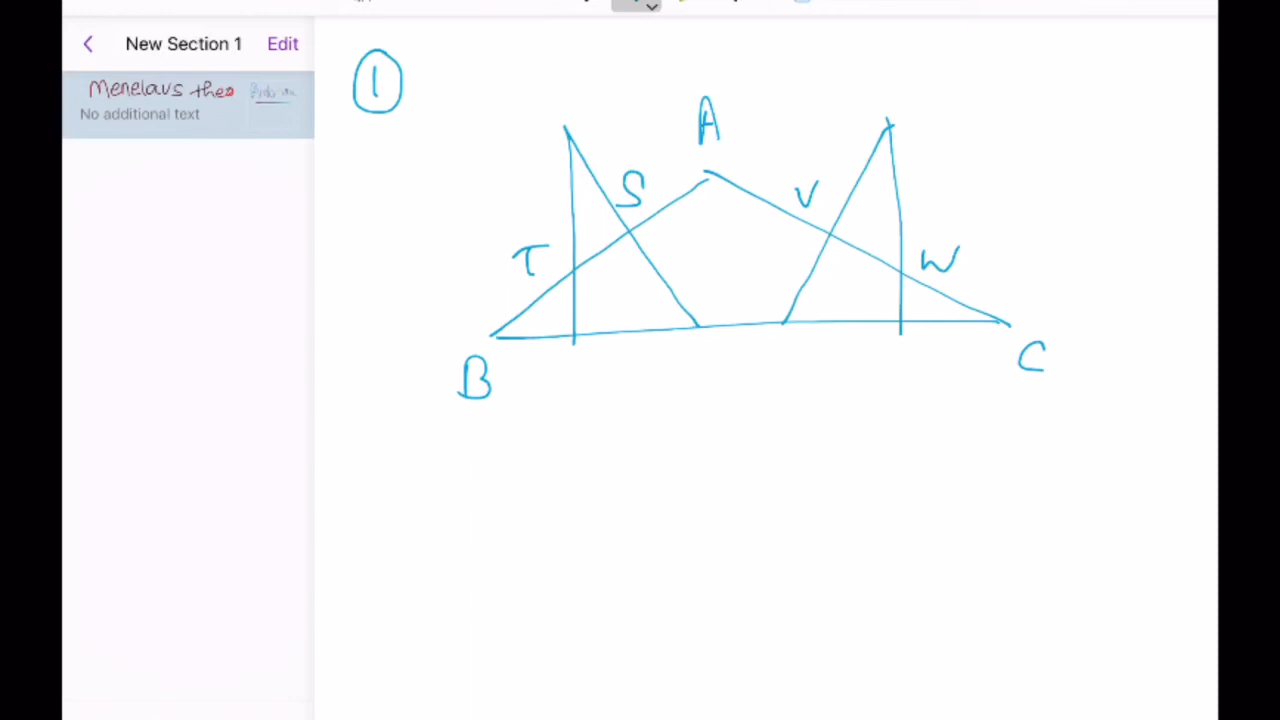 New Section 1 Edit
Menelaus theo
No additional text
1
A
S
V
T
W
B
C